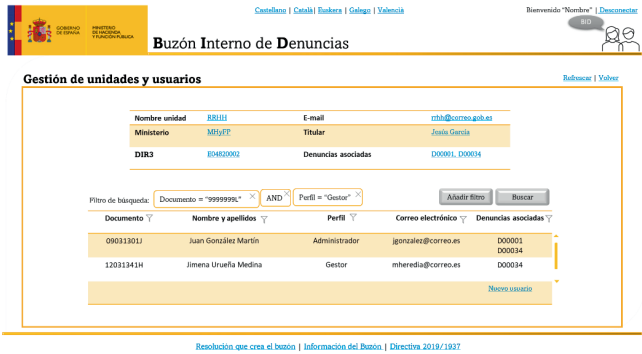 Castellano | Català | Euskera | Galego | Valencià
Bienvenido "Nombre" | Desconectar
BID
GOBIERNO DE ESPAÑA
MINISTERIO DE HACIENDA Y FUNCIÓN PÚBLICA
Buzón Interno de Denuncias
Gestión de unidades y usuarios
Refrescar | Volver
Nombre unidad RRHH E-mail rrhh@correo.gob.es
Ministerio MHyFP Titular Jesús García
DIR3 E04820002 Denuncias asociadas D00001, D00034
Filtro de búsqueda: Documento = "9999999L" × AND × Perfil = "Gestor" × Añadir filtro Buscar
Documento Nombre y apellidos Perfil Correo electrónico Denuncias asociadas
09031301J Juan González Martín Administrador jgonzalez@correo.es D00001
D00034
12031341H Jimena Urueña Medina Gestor mheredia@correo.es D00034
Nuevo usuario
Resolución que crea el buzón | Información del Buzón | Directiva 2019/1937